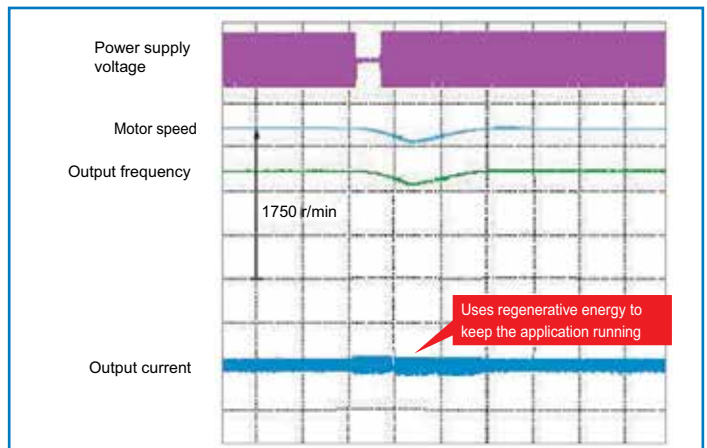 Power supply
voltage
Motor speed
Output frequency
1750 r/min
Uses regenerative energy to
keep the application running
Output current